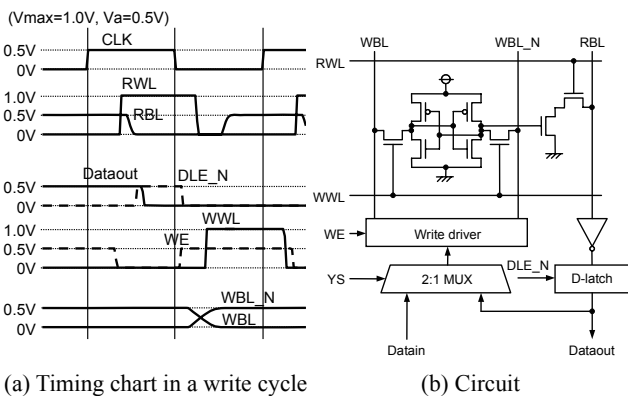 (Vmax=1.0V, Va=0.5V)
CLK
0.5V
0V
RWL
1.0V
0.5V
RBL
0V
Dataout
DLE_N
0.5V
0V
WWL
1.0V
WE
0.5V
0V
WBL_N
0.5V
WBL
0V
(a) Timing chart in a write cycle
WBL WBL_N RBL
RWL
WWL
WE
Write driver
DLE_N
YS
2:1 MUX
D-latch
Datain
Dataout
(b) Circuit